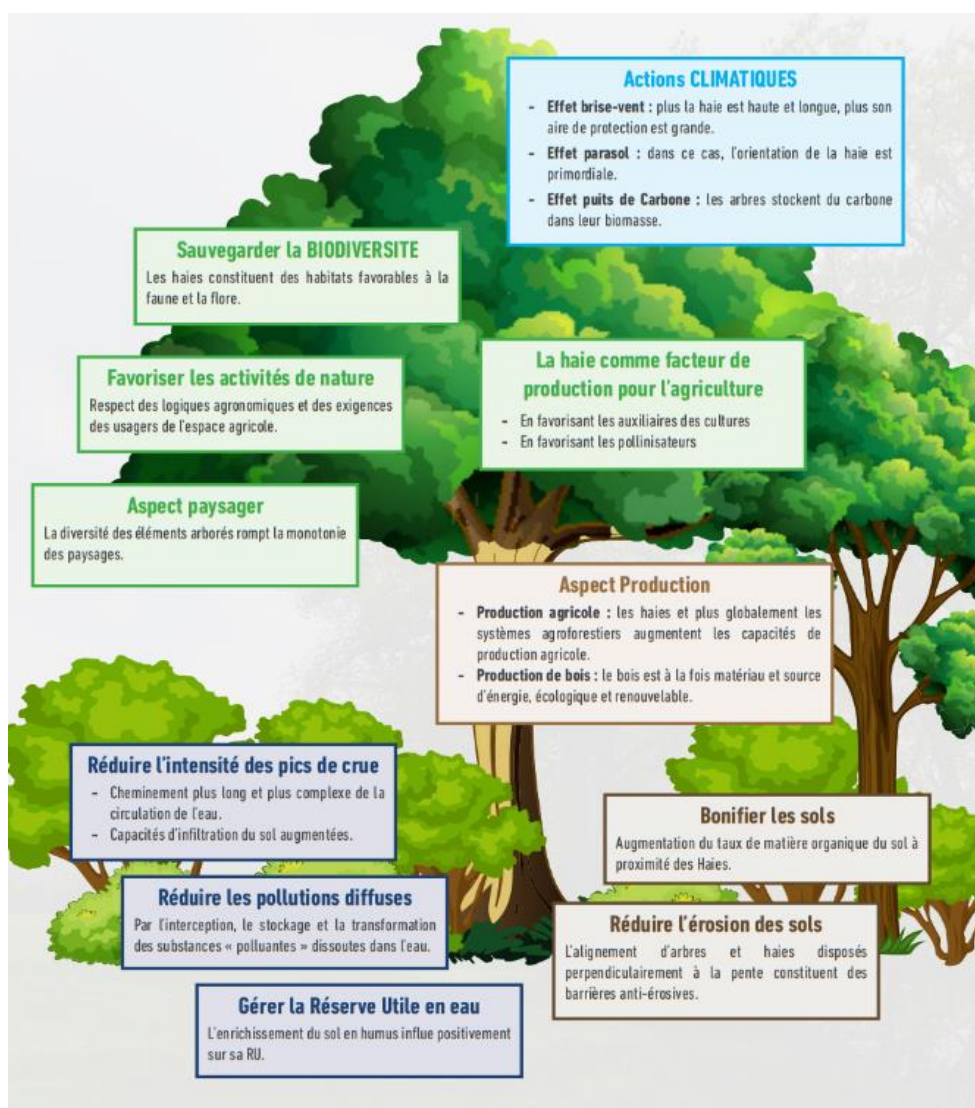 Actions CLIMATIQUES
- Effet brise-vent : plus la haie est haute et longue, plus son
aire de protection est grande.
- Effet parasol : dans ce cas, l'orientation de la haie est
primordiale.
- Effet puits de Carbone : les arbres stockent du carbone
dans leur biomasse.
Sauvegarder la BIODIVERSITE
Les haies constituent des habitats favorables à la
faune et la flore.
Favoriser les activités de nature
Respect des logiques agronomiques et des exigences
des usagers de l'espace agricole.
La haie comme facteur de
production pour l'agriculture
- En favorisant les auxiliaires des cultures
- En favorisant les pollinisateurs
Aspect paysager
La diversité des éléments arborés rompt la monotonie
des paysages.
Aspect Production
- Production agricole : les haies et plus globalement les
systèmes agroforestiers augmentent les capacités de
production agricole.
- Production de bois : le bois est à la fois matériau et source
d'énergie, écologique et renouvelable.
Réduire l'intensité des pics de crue
- Cheminement plus long et plus complexe de la
circulation de l'eau.
- Capacités d'infiltration du sol augmentées.
Bonifier les sols
Augmentation du taux de matière organique du sol à
proximité des Haies.
Réduire les pollutions diffuses
Par l'interception, le stockage et la transformation
des substances « polluantes » dissoutes dans l'eau.
Réduire l'érosion des sols
L'alignement d'arbres et haies disposés
perpendiculairement à la pente constituent des
barrières anti-érosives.
Gérer la Réserve Utile en eau
L'enrichissement du sol en humus influe positivement
sur sa RU.